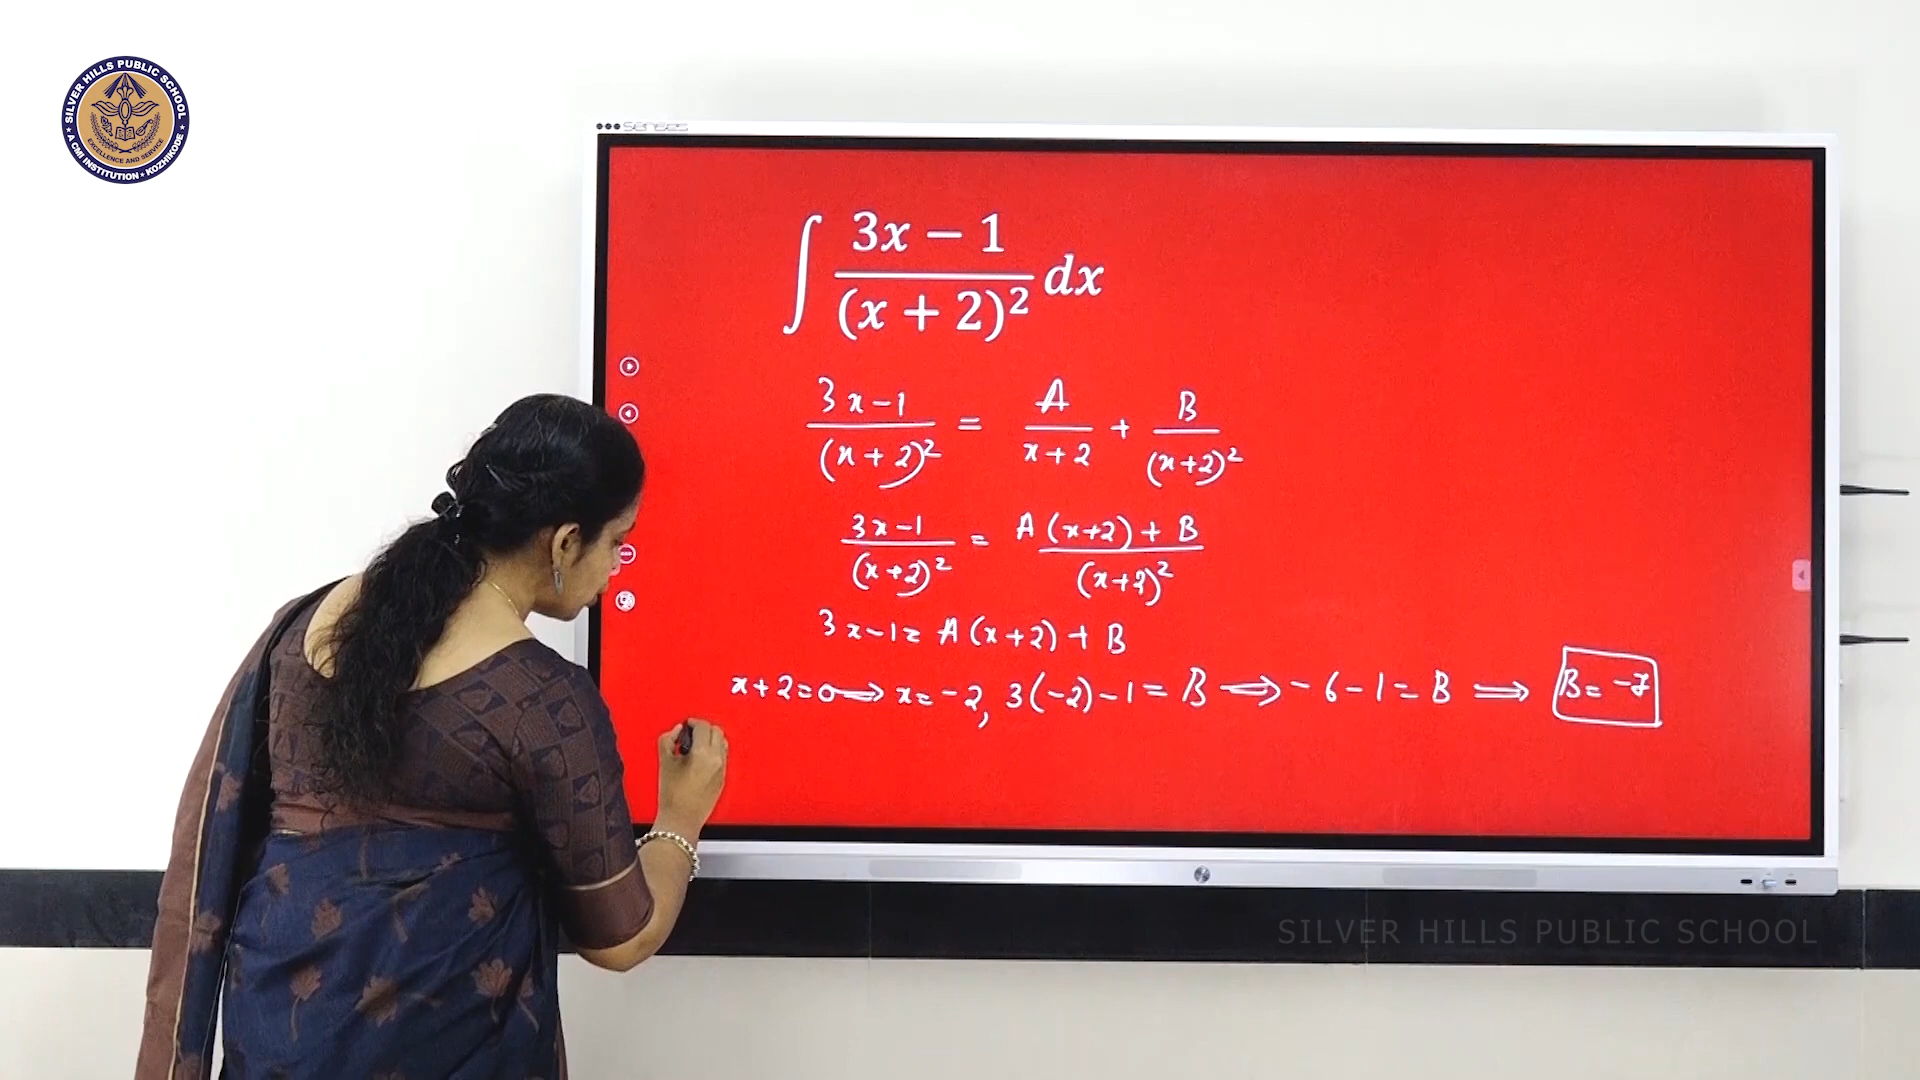 SILVER HILLS PUBLIC SCHOOL
EXCELLENCE AND SERVICE
★ A CMI INSTITUTION ★ KOZHIKODE ★
senses
∫ (3x − 1)/(x + 2)² dx
(3x-1)/(x+2)² = A/(x+2) + B/(x+2)²
(3x-1)/(x+2)² = (A(x+2) + B)/(x+2)²
3x-1 = A(x+2) + B
x+2=0 ⟹ x = -2, 3(-2)-1 = B ⟹ -6-1 = B ⟹ B = -7
SILVER HILLS PUBLIC SCHOOL